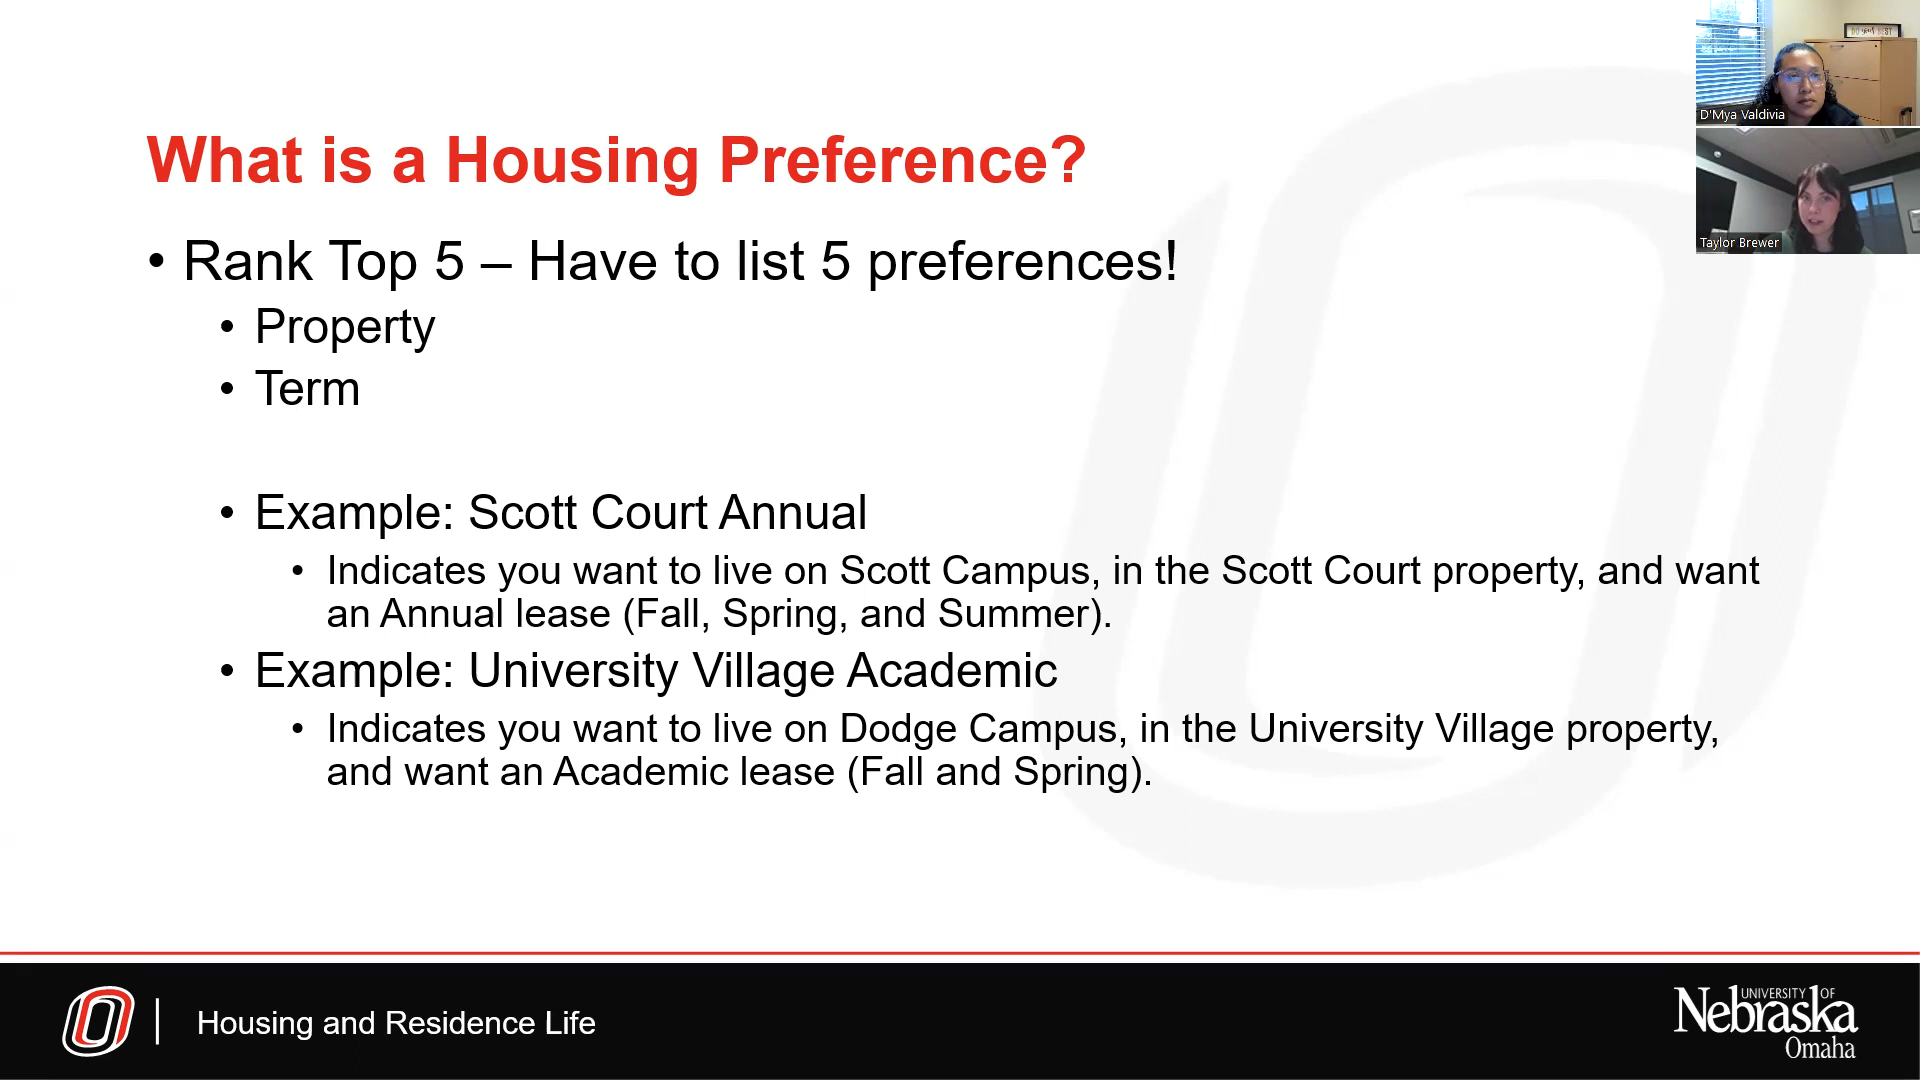 What is a Housing Preference?
• Rank Top 5 – Have to list 5 preferences!
• Property
• Term
• Example: Scott Court Annual
• Indicates you want to live on Scott Campus, in the Scott Court property, and want
an Annual lease (Fall, Spring, and Summer).
• Example: University Village Academic
• Indicates you want to live on Dodge Campus, in the University Village property,
and want an Academic lease (Fall and Spring).
DO your BEST
D'Mya Valdivia
Taylor Brewer
Housing and Residence Life
UNIVERSITY OF
Nebraska
Omaha